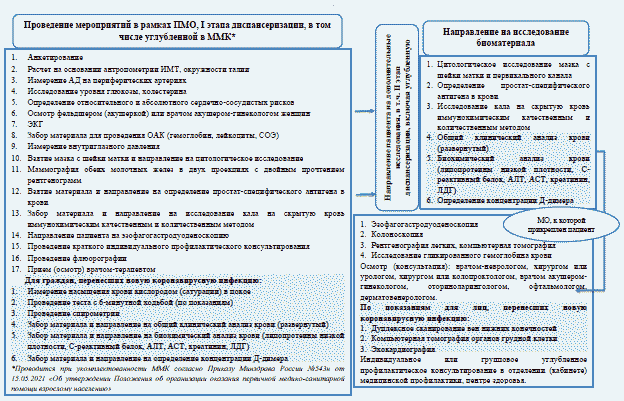 Проведение мероприятий в рамках ПМО, I этапа диспансеризации, в том
числе углубленной в ММК*
1. Анкетирование
2. Расчет на основании антропометрии ИМТ, окружности талии
3. Измерение АД на периферических артериях
4. Исследование уровня глюкозы, холестерина
5. Определение относительного и абсолютного сердечно-сосудистых рисков
6. Осмотр фельдшером (акушеркой) или врачом акушером-гинекологом женщин
7. ЭКГ
8. Забор материала для проведения ОАК (гемоглобин, лейкоциты, СОЭ)
9. Измерение внутриглазного давления
10. Взятие мазка с шейки матки и направление на цитологическое исследование
11. Маммография обеих молочных желез в двух проекциях с двойным прочтением
рентгенограмм
12. Взятие материала и направление на определение простат-специфического антигена в
крови
13. Забор материала и направление на исследование кала на скрытую кровь
иммунохимическим качественным и количественным методом
14. Направление пациента на эзофагогастродуоденоскопию
15. Проведение краткого индивидуального профилактического консультирования
16. Проведение флюорографии
17. Прием (осмотр) врачом-терапевтом
Для граждан, перенесших новую коронавирусную инфекцию:
1. Измерение насыщения крови кислородом (сатурации) в покое
2. Проведение теста с 6-минутной ходьбой (по показаниям)
3. Проведение спирометрии
4. Забор материала и направление на общий клинический анализ крови (развернутый)
5. Забор материала и направление на биохимический анализ крови (липопротеины низкой
плотности, С-реактивный белок, АЛТ, АСТ, креатинин, ЛДГ)
6. Забор материала и направление на определение концентрации Д-димера
*Проводится при укомплектованности ММК согласно Приказу Минздрава России №543н от
15.05.2021 «Об утверждении Положения об организации оказания первичной медико-санитарной
помощи взрослому населению»
Направление пациента на дополнительные
исследования, в т.ч. II этап
диспансеризации, включая углубленную
Направление на исследование
биоматериала
1. Цитологическое исследование мазка с
шейки матки и цервикального канала
2. Определение простат-специфического
антигена в крови
3. Исследование кала на скрытую кровь
иммунохимическим качественным и
количественным методом
4. Общий клинический анализ крови
(развернутый)
5. Биохимический анализ крови
(липопротеины низкой плотности, С-
реактивный белок, АЛТ, АСТ, креатинин,
ЛДГ)
6. Определение концентрации Д-димера
МО, к которой
прикреплен пациент
1. Эзофагогастродуоденоскопия
2. Колоноскопия
3. Рентгенография легких, компьютерная томография
4. Исследование гликированного гемоглобина крови
Осмотр (консультация): врачом-неврологом, хирургом или
урологом, хирургом или колопроктологом, врачом акушером-
гинекологом, оториноларингологом, офтальмологом,
дерматовенерологом.
По показаниям для лиц, перенесших новую
коронавирусную инфекцию:
1. Дуплексное сканирование вен нижних конечностей
2. Компьютерная томография органов грудной клетки
3. Эхокардиография
Индивидуальное или групповое углубленное
профилактическое консультирование в отделении (кабинете)
медицинской профилактики, центре здоровья.